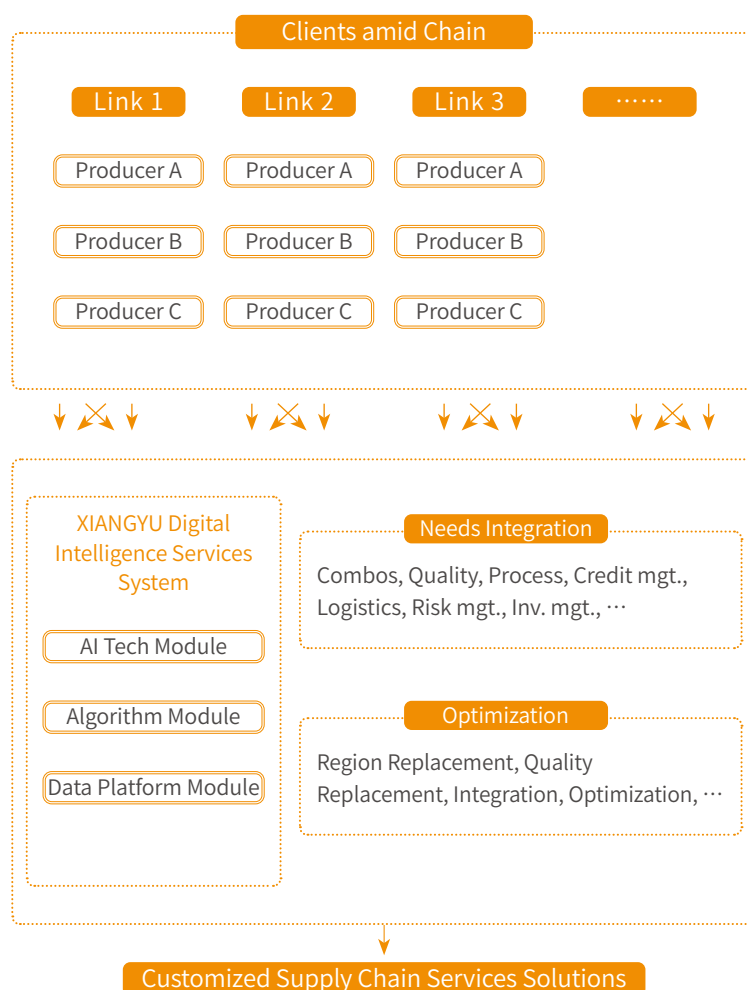 Clients amid Chain
Link 1
Link 2
Link 3
······
Producer A
Producer A
Producer A
Producer B
Producer B
Producer B
Producer C
Producer C
Producer C
XIANGYU Digital
Intelligence Services
System
AI Tech Module
Algorithm Module
Data Platform Module
Needs Integration
Combos, Quality, Process, Credit mgt.,
Logistics, Risk mgt., Inv. mgt., ···
Optimization
Region Replacement, Quality
Replacement, Integration, Optimization, ···
Customized Supply Chain Services Solutions